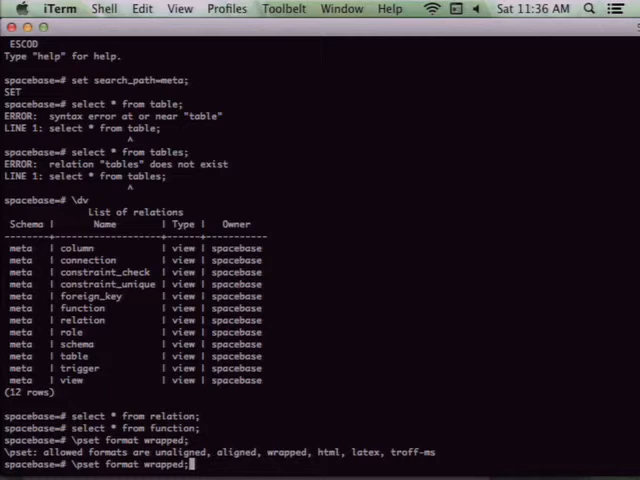 iTerm Shell Edit View Profiles Toolbelt Window Help Sat 11:36 AM
ESCOD
Type "help" for help.
spacebase=# set search_path=meta;
SET
spacebase=# select * from table;
ERROR: syntax error at or near "table"
LINE 1: select * from table;
^
spacebase=# select * from tables;
ERROR: relation "tables" does not exist
LINE 1: select * from tables;
^
spacebase=# \dv
List of relations
Schema | Name | Type | Owner
--------+-------------------+------+-----------
meta | column | view | spacebase
meta | connection | view | spacebase
meta | constraint_check | view | spacebase
meta | constraint_unique | view | spacebase
meta | foreign_key | view | spacebase
meta | function | view | spacebase
meta | relation | view | spacebase
meta | role | view | spacebase
meta | schema | view | spacebase
meta | table | view | spacebase
meta | trigger | view | spacebase
meta | view | view | spacebase
(12 rows)
spacebase=# select * from relation;
spacebase=# select * from function;
spacebase=# \pset format wrapped;
\pset: allowed formats are unaligned, aligned, wrapped, html, latex, troff-ms
spacebase=# \pset format wrapped;